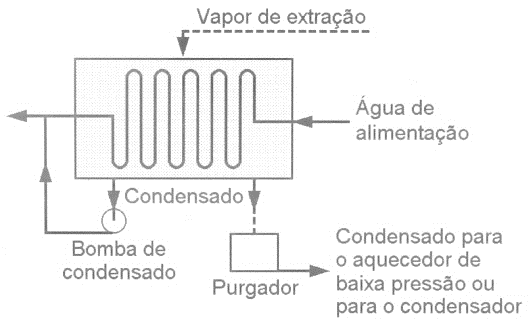 Vapor de extração
Água de
alimentação
Condensado
Bomba de
condensado
Purgador
Condensado para
o aquecedor de
baixa pressão ou
para o condensador